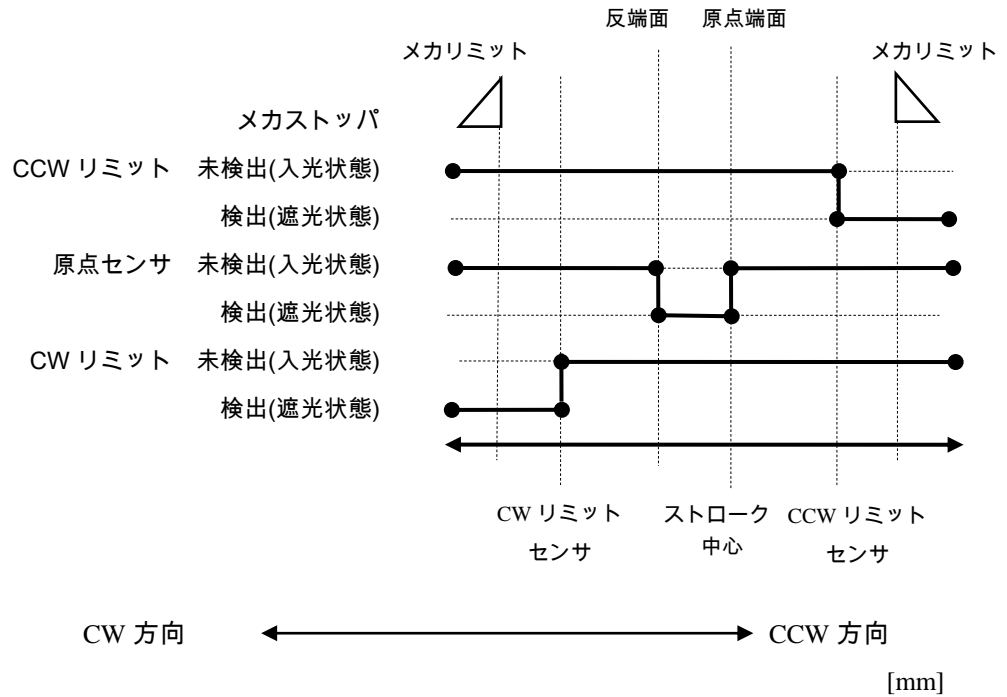 反端面 原点端面
メカリミット メカリミット
メカストッパ
CCW リミット 未検出(入光状態)
検出(遮光状態)
原点センサ 未検出(入光状態)
検出(遮光状態)
CW リミット 未検出(入光状態)
検出(遮光状態)
CW リミット ストローク CCW リミット
センサ 中心 センサ
CW 方向 CCW 方向
[mm]